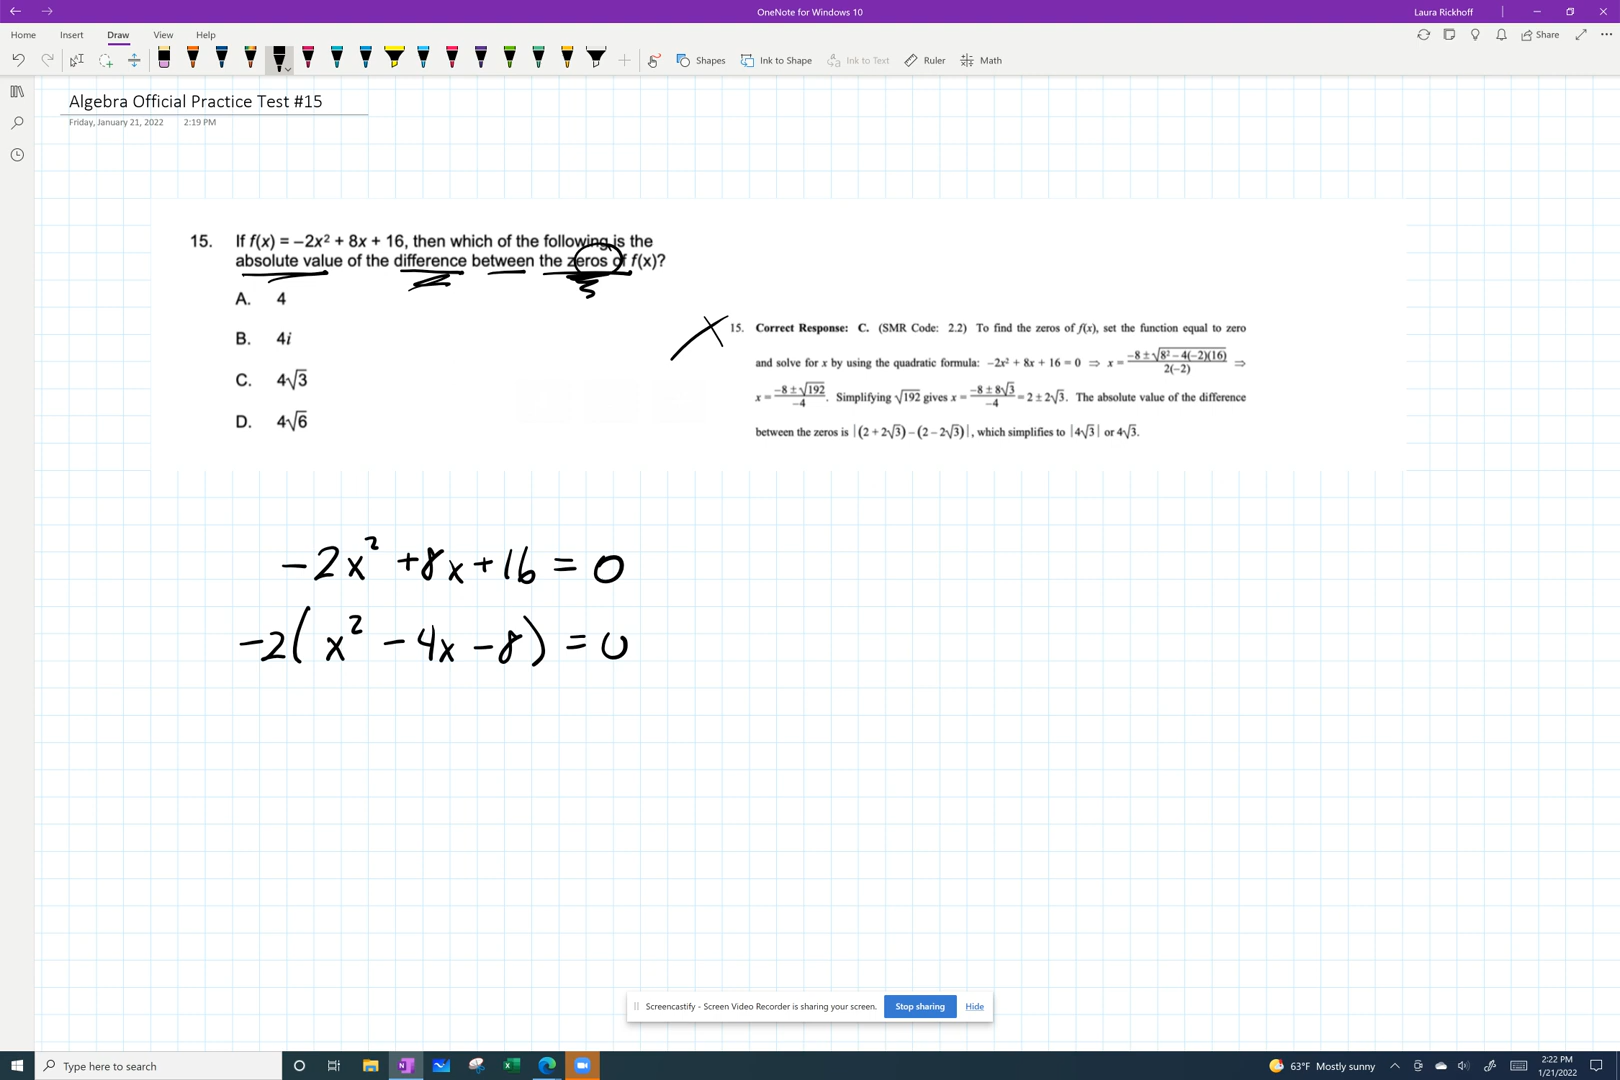 OneNote for Windows 10
Laura Rickhoff
Home Insert Draw View Help
Shapes Ink to Shape Ink to Text Ruler Math
Share
Algebra Official Practice Test #15
Friday, January 21, 2022 2:19 PM
15. If f(x) = −2x² + 8x + 16, then which of the following is the
absolute value of the difference between the zeros of f(x)?
A. 4
B. 4i
C. 4√3
D. 4√6
15. Correct Response: C. (SMR Code: 2.2) To find the zeros of f(x), set the function equal to zero
and solve for x by using the quadratic formula: −2x² + 8x + 16 = 0 ⇒ x = (−8 ± √(8² − 4(−2)(16)))/(2(−2)) ⇒
x = (−8 ± √192)/(−4). Simplifying √192 gives x = (−8 ± 8√3)/(−4) = 2 ± 2√3. The absolute value of the difference
between the zeros is |(2 + 2√3) − (2 − 2√3)|, which simplifies to |4√3| or 4√3.
−2x² + 8x + 16 = 0
−2(x² − 4x − 8) = 0
Screencastify - Screen Video Recorder is sharing your screen. Stop sharing Hide
Type here to search
63°F Mostly sunny
2:22 PM
1/21/2022